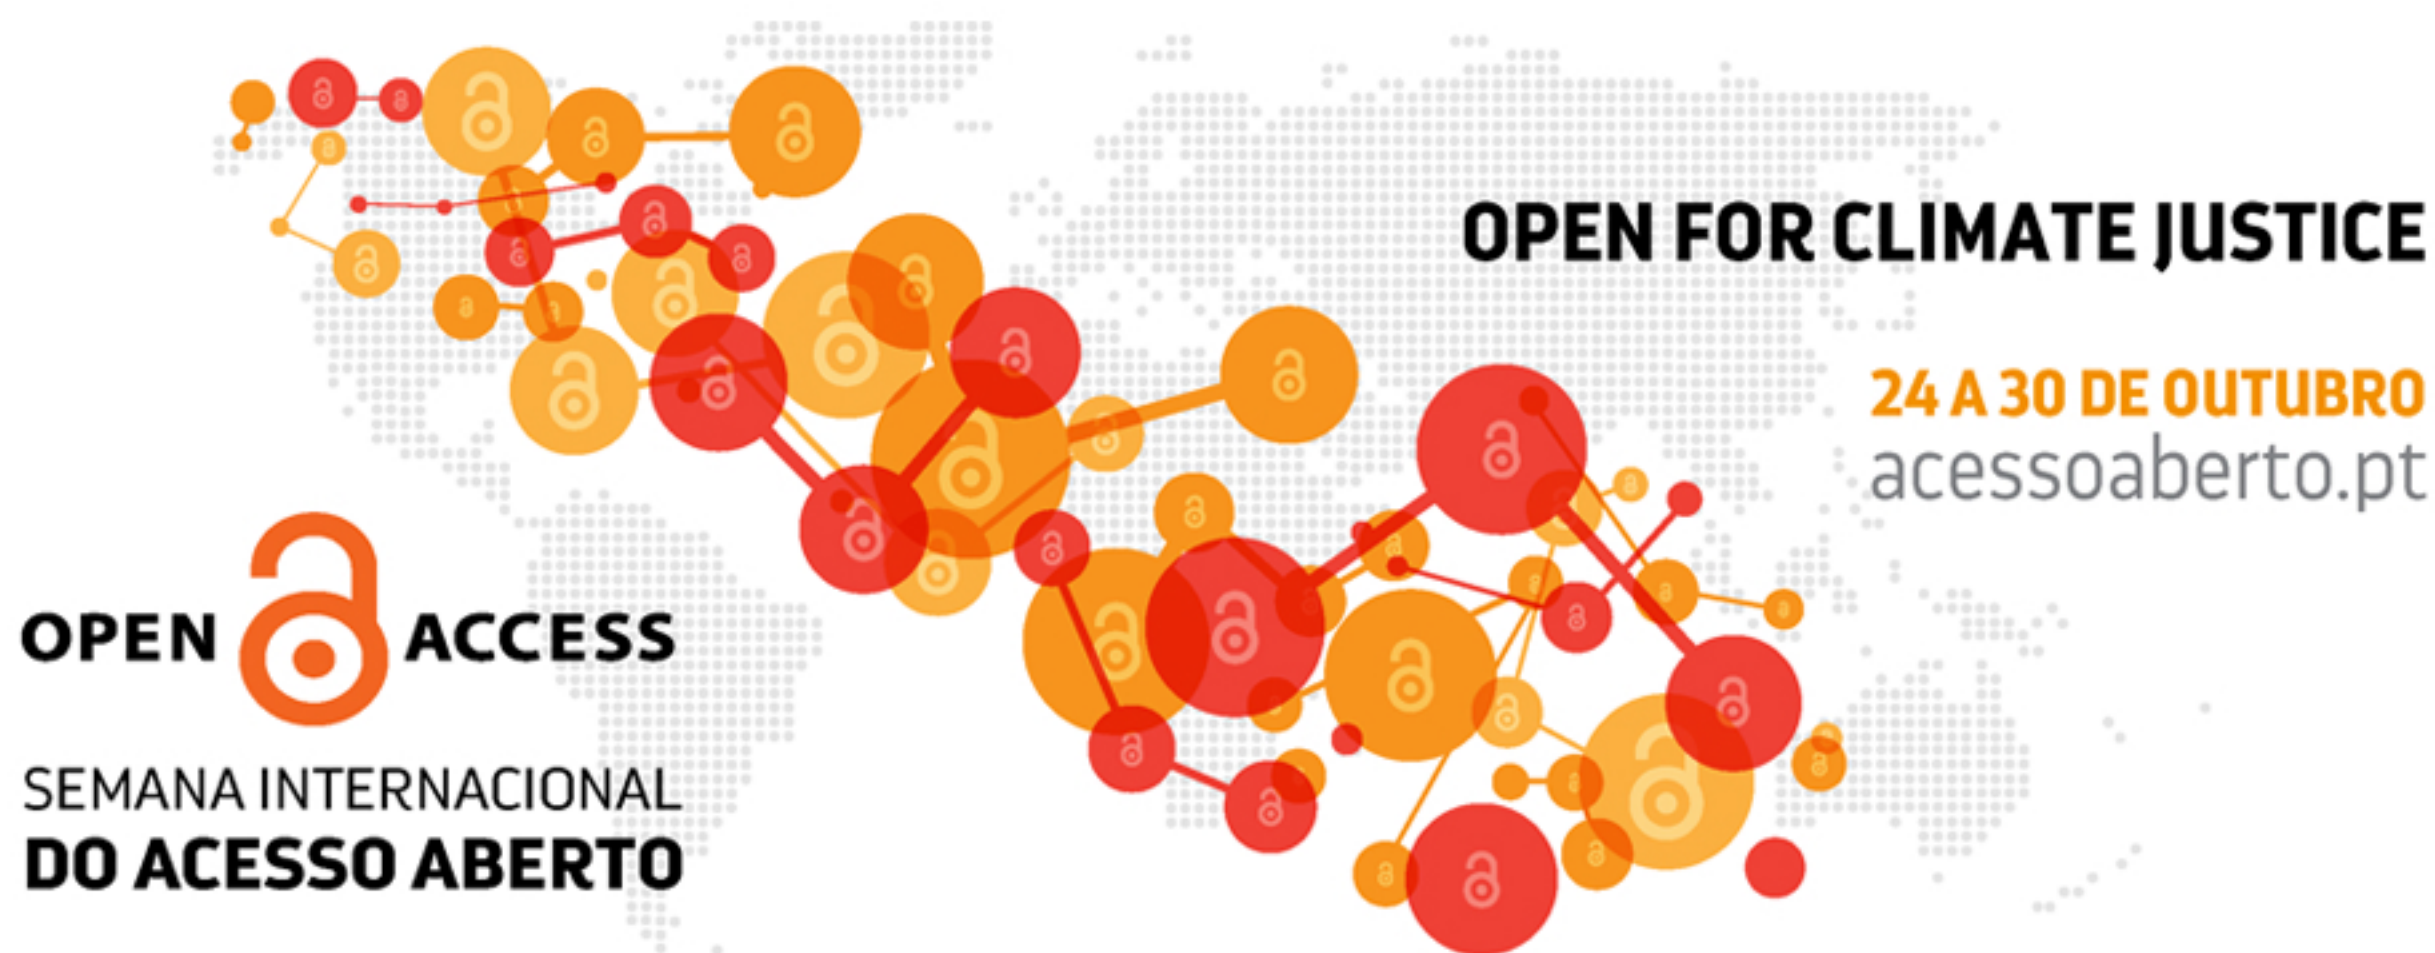 OPEN FOR CLIMATE JUSTICE
24 A 30 DE OUTUBRO
acessoaberto.pt
OPEN ACCESS
SEMANA INTERNACIONAL
DO ACESSO ABERTO